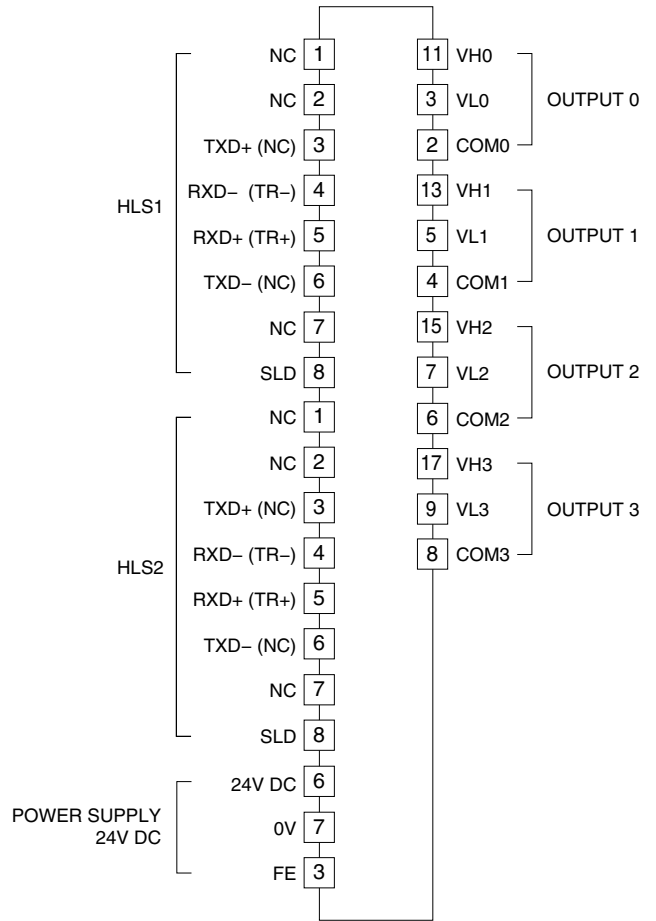 NC 1
NC 2
TXD+ (NC) 3
RXD− (TR−) 4
HLS1
RXD+ (TR+) 5
TXD− (NC) 6
NC 7
SLD 8
NC 1
NC 2
TXD+ (NC) 3
RXD− (TR−) 4
HLS2
RXD+ (TR+) 5
TXD− (NC) 6
NC 7
SLD 8
24V DC 6
POWER SUPPLY
24V DC
0V 7
FE 3
11 VH0
3 VL0 OUTPUT 0
2 COM0
13 VH1
5 VL1 OUTPUT 1
4 COM1
15 VH2
7 VL2 OUTPUT 2
6 COM2
17 VH3
9 VL3 OUTPUT 3
8 COM3